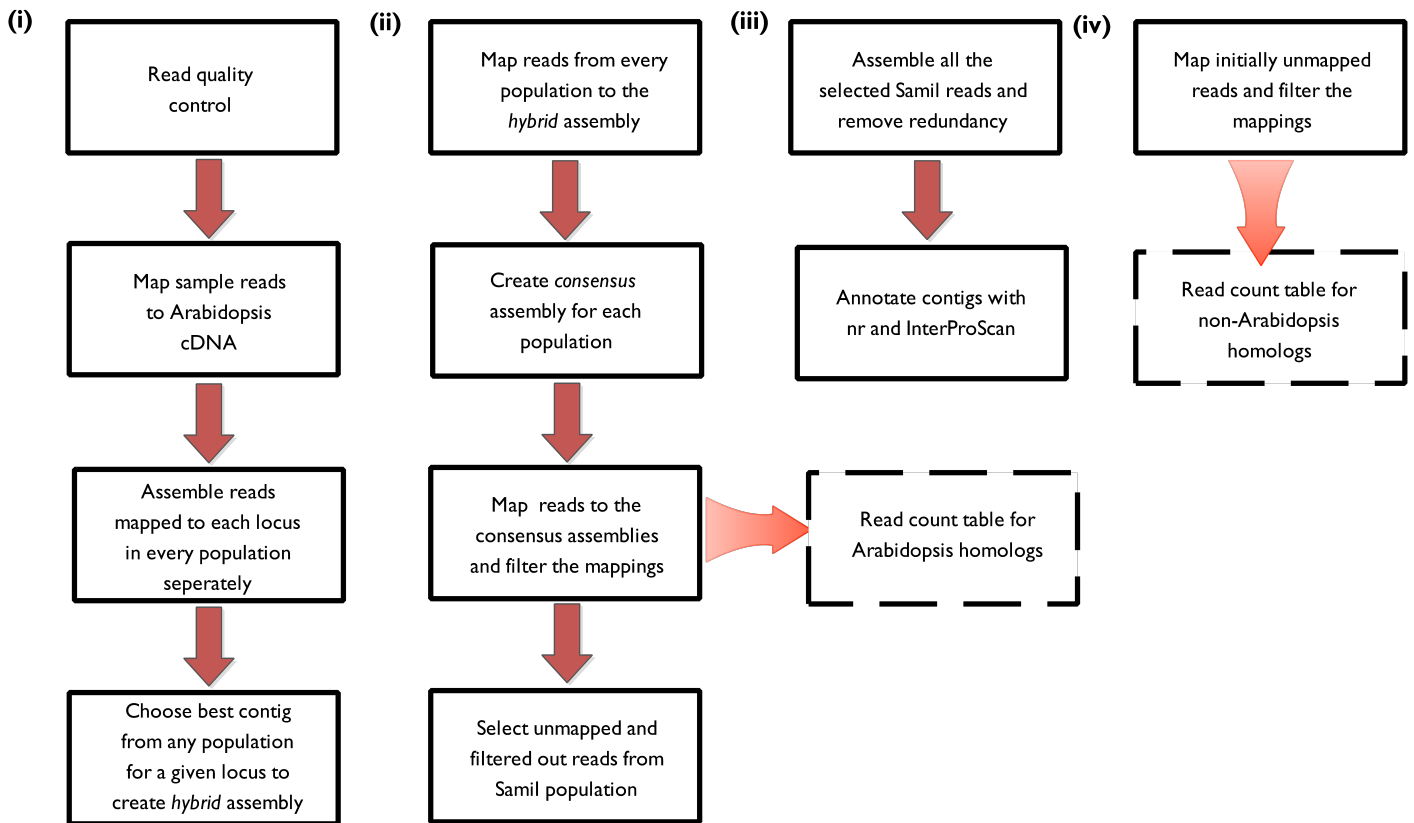 (i)
Read quality
control
Map sample reads
to Arabidopsis
cDNA
Assemble reads
mapped to each locus
in every population
seperately
Choose best contig
from any population
for a given locus to
create hybrid assembly
(ii)
Map reads from every
population to the
hybrid assembly
Create consensus
assembly for each
population
Map reads to the
consensus assemblies
and filter the mappings
Select unmapped and
filtered out reads from
Samil population
(iii)
Assemble all the
selected Samil reads and
remove redundancy
Annotate contigs with
nr and InterProScan
Read count table for
Arabidopsis homologs
(iv)
Map initially unmapped
reads and filter the
mappings
Read count table for
non-Arabidopsis
homologs